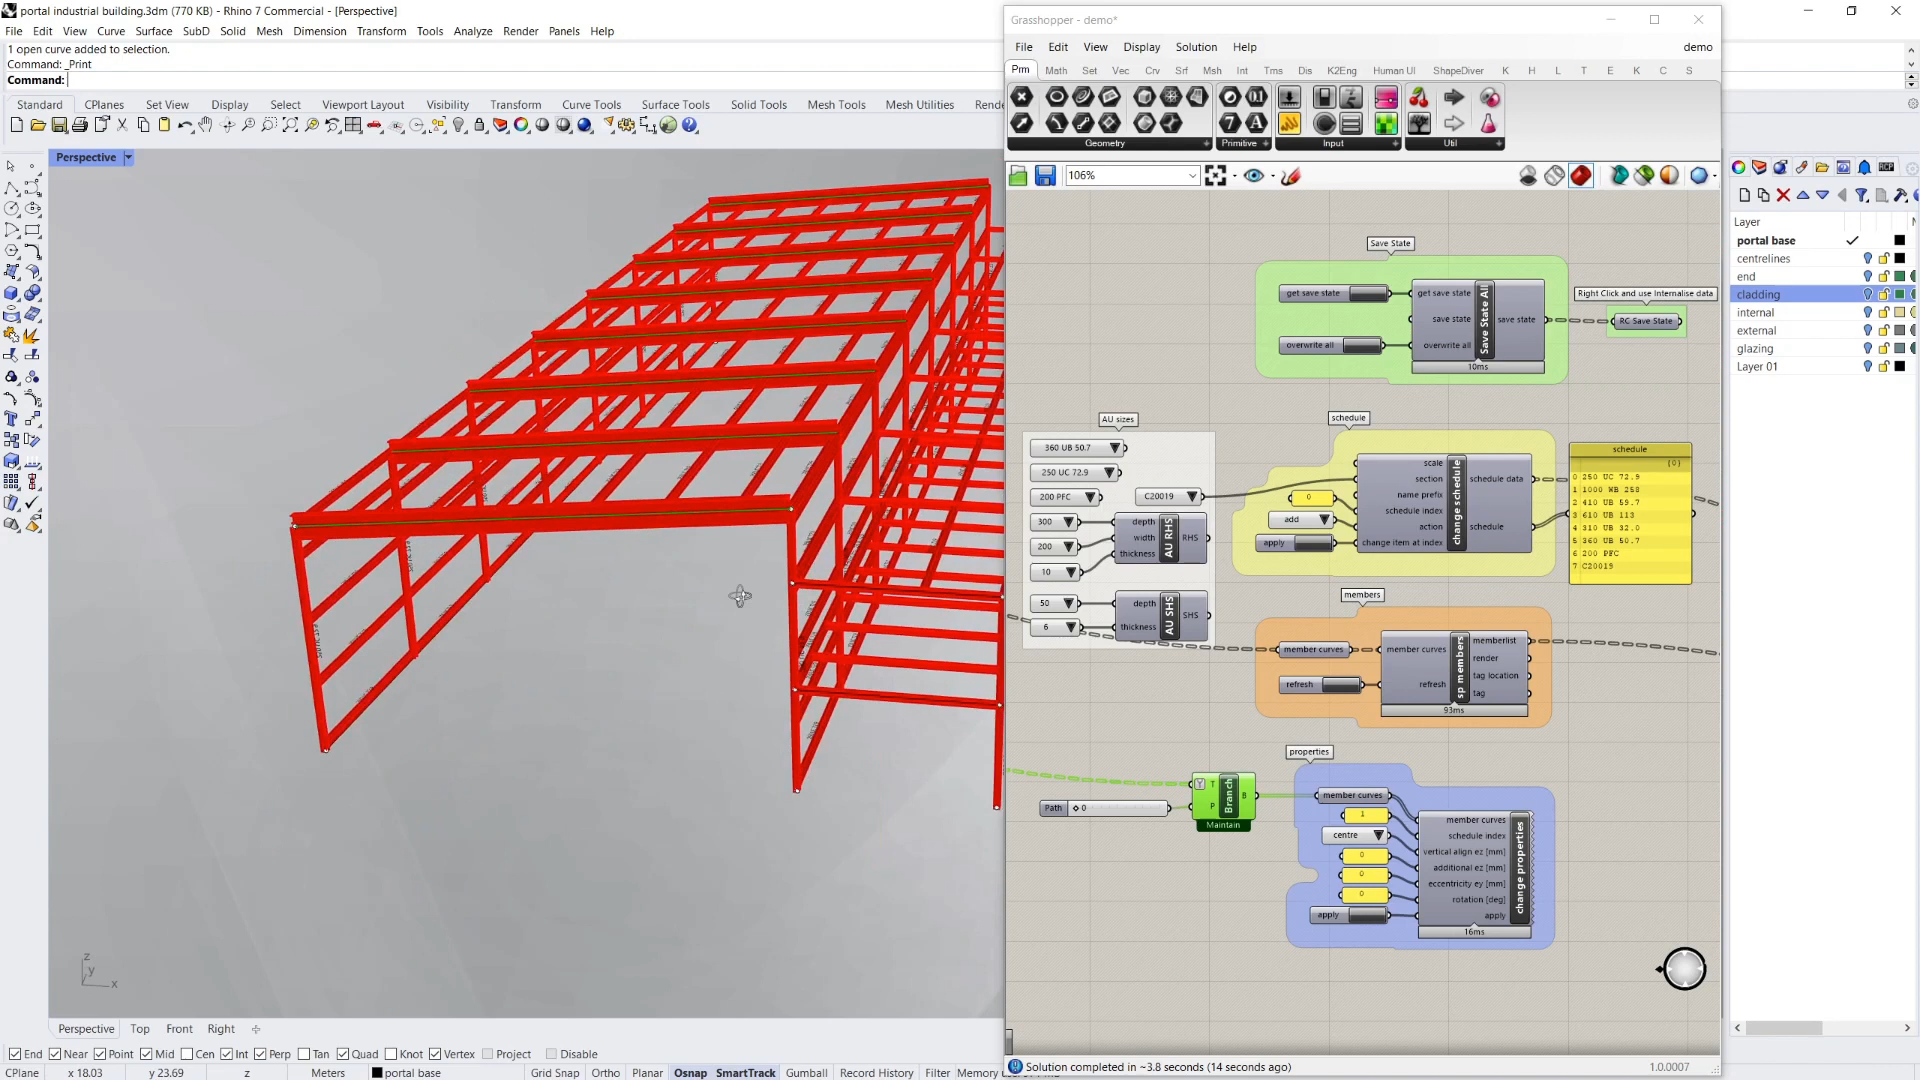 portal industrial building.3dm (770 KB) - Rhino 7 Commercial - [Perspective]
File Edit View Curve Surface SubD Solid Mesh Dimension Transform Tools Analyze Render Panels Help
1 open curve added to selection.
Command: _Print
Command:
Standard CPlanes Set View Display Select Viewport Layout Visibility Transform Curve Tools Surface Tools Solid Tools Mesh Tools Mesh Utilities Rende
Perspective
Grasshopper - demo*
File Edit View Display Solution Help demo
Prm Math Set Vec Crv Srf Msh Int Trns Dis K2Eng Human UI ShapeDiver K H L T E K C S
Geometry Primitive Input Util
106%
Save State
get save state
get save state
save state
overwrite all
overwrite all
Save State All
save state
10ms
Right Click and use Internalise data
RC Save State
AU sizes
360 UB 50.7
250 UC 72.9
200 PFC
C20019
300
200
10
depth
width
thickness
AU RHS
RHS
50
6
depth
thickness
AU SHS
SHS
schedule
0
add
apply
scale
section
name prefix
schedule index
action
change item at index
change schedule
schedule data
schedule
schedule
{0}
0 250 UC 72.9
1 1000 WB 258
2 410 UB 59.7
3 610 UB 113
4 310 UB 32.0
5 360 UB 50.7
6 200 PFC
7 C20019
members
member curves
refresh
member curves
refresh
sp members
memberlist
render
tag location
tag
93ms
properties
Path 0
T
P
Branch
B
Maintain
member curves
1
centre
0
0
0
apply
member curves
schedule index
vertical align ez [mm]
additional ez [mm]
eccentricity ey [mm]
rotation [deg]
apply
change properties
16ms
Solution completed in ~3.8 seconds (14 seconds ago)
1.0.0007
Layer
portal base
centrelines
end
cladding
internal
external
glazing
Layer 01
z
y
x
Perspective Top Front Right
End Near Point Mid Cen Int Perp Tan Quad Knot Vertex Project Disable
CPlane x 18.03 y 23.69 z Meters portal base Grid Snap Ortho Planar Osnap SmartTrack Gumball Record History Filter Memory